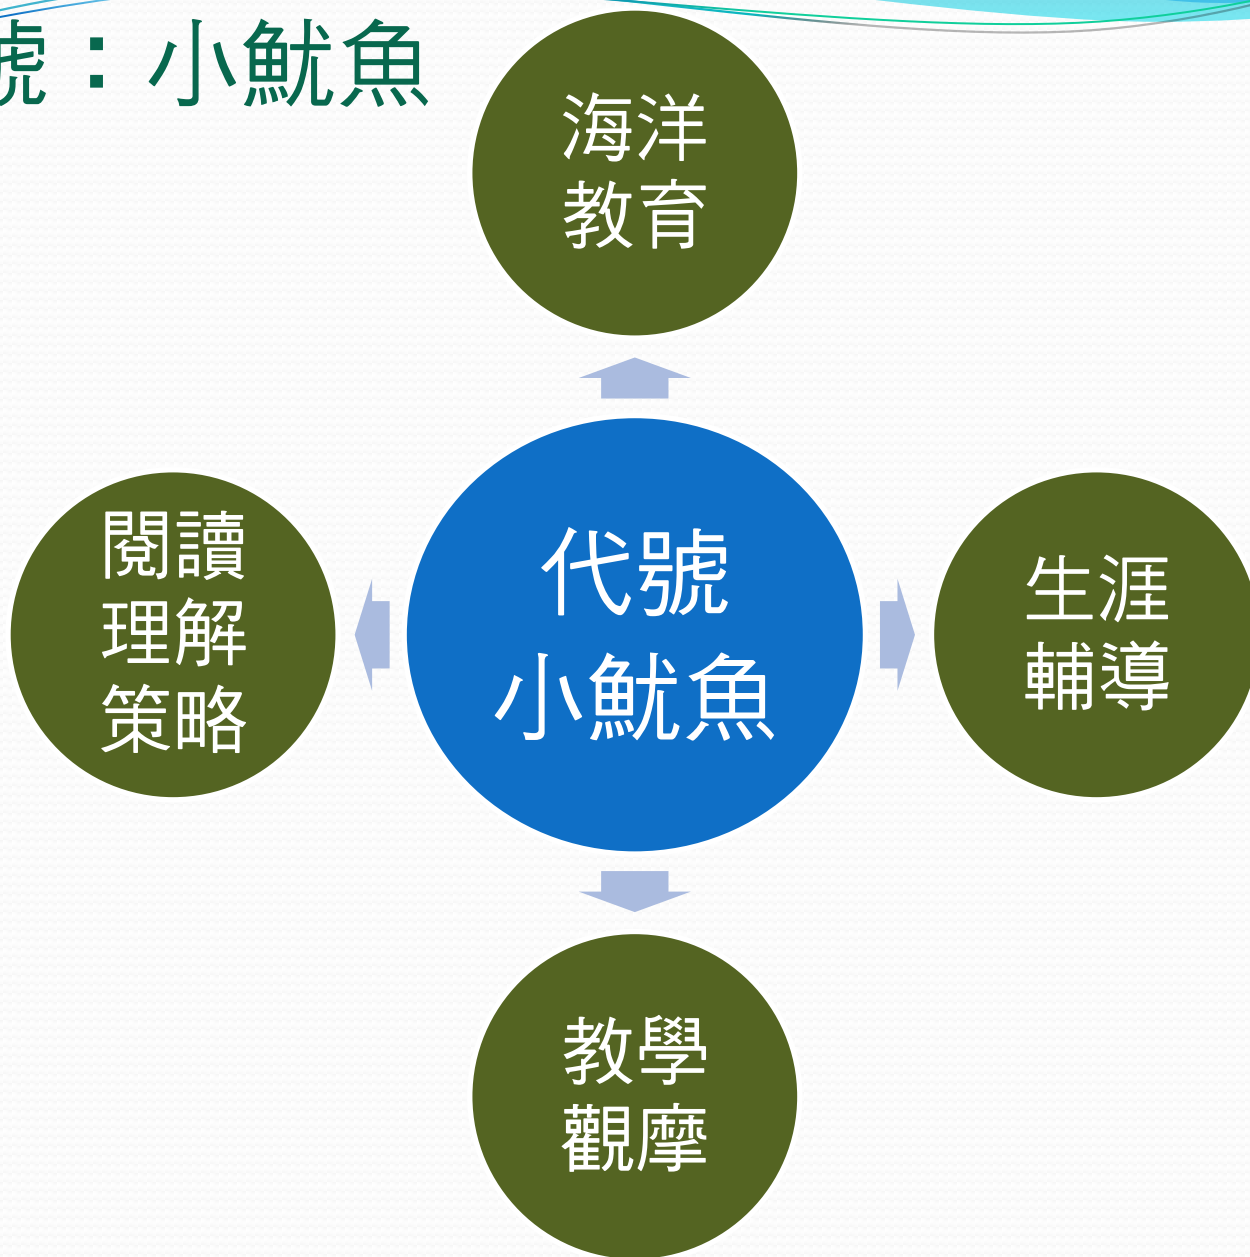 號：小魷魚
海洋
教育
閱讀
理解
策略
代號
小魷魚
生涯
輔導
教學
觀摩